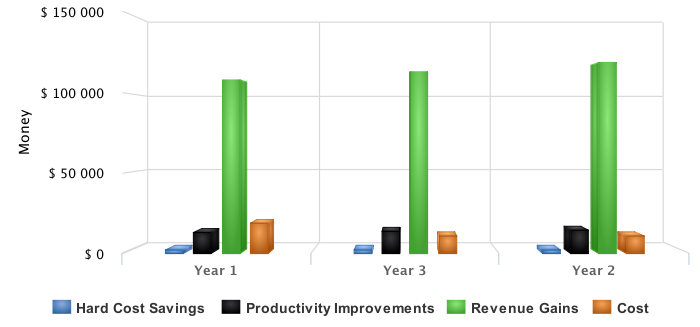 $ 150 000
$ 100 000
$ 50 000
$ 0
Money
Year 1 Year 3 Year 2
Hard Cost Savings Productivity Improvements Revenue Gains Cost